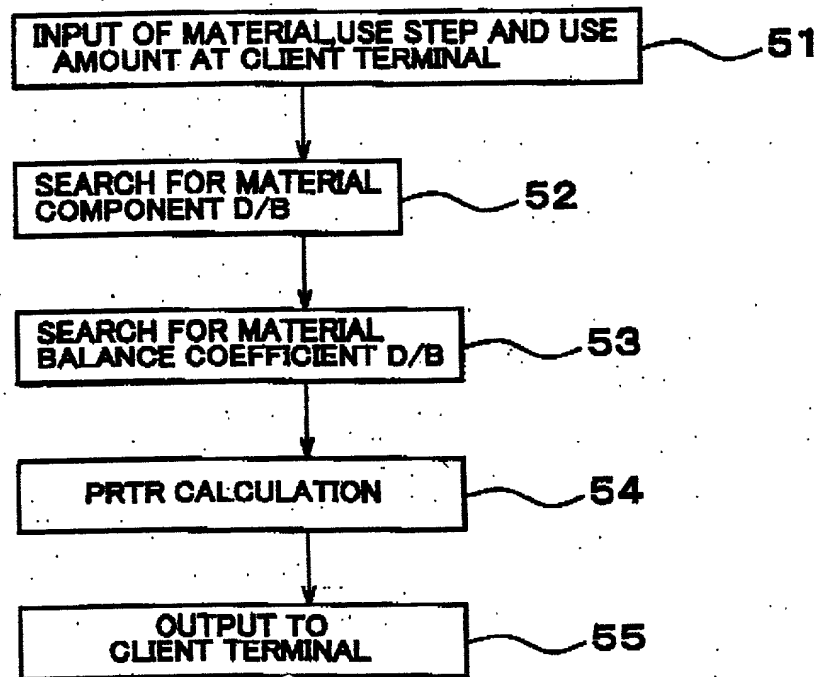 INPUT OF MATERIAL,USE STEP AND USE
AMOUNT AT CLIENT TERMINAL
51
SEARCH FOR MATERIAL
COMPONENT D/B
52
SEARCH FOR MATERIAL
BALANCE COEFFICIENT D/B
53
PRTR CALCULATION
54
OUTPUT TO
CLIENT TERMINAL
55